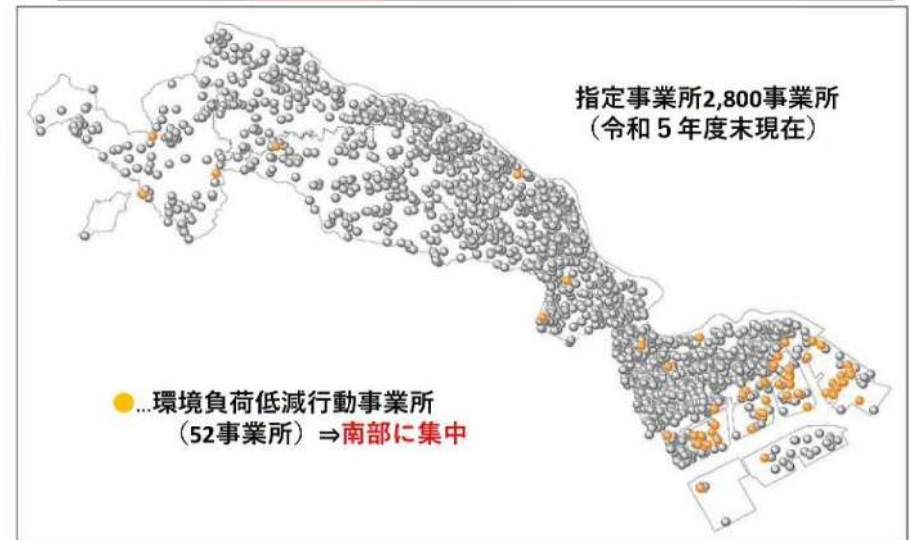 指定事業所2,800事業所
（令和５年度末現在）
…環境負荷低減行動事業所
（52事業所）⇒南部に集中